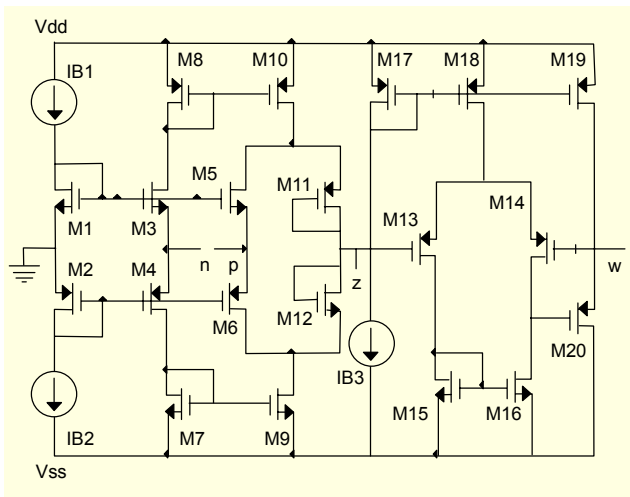 Vdd
M8 M10 M17 M18 M19
IB1
M5 M11
M13 M14
M1 M3
M2 M4 n p z w
M6 M12 M20
IB3
M15 M16
IB2 M7 M9
Vss